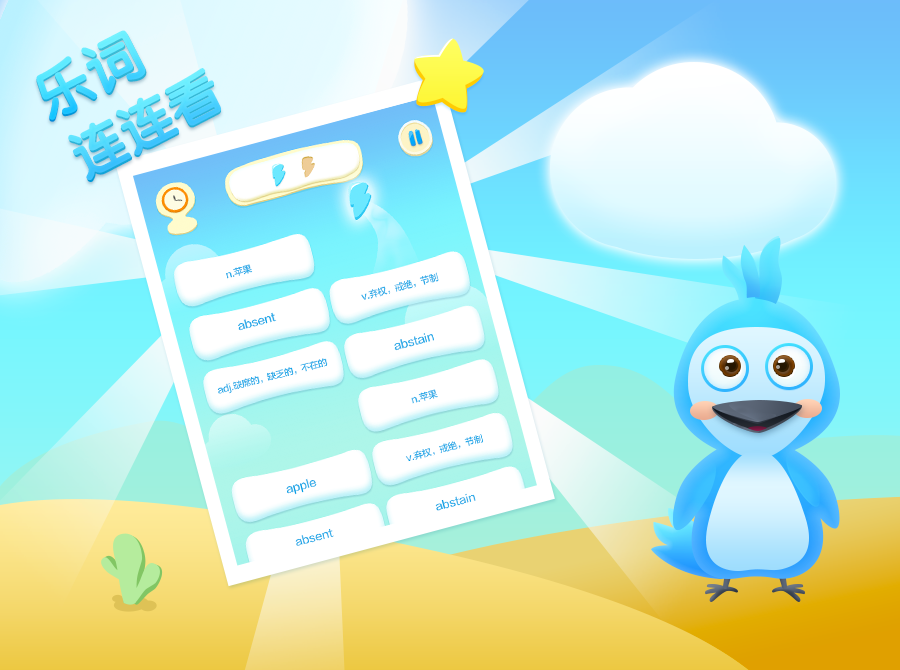 乐词
连连看
n.苹果
v.弃权，戒绝，节制
absent
abstain
adj.缺席的，缺乏的，不在的
n.苹果
v.弃权，戒绝，节制
apple
abstain
absent